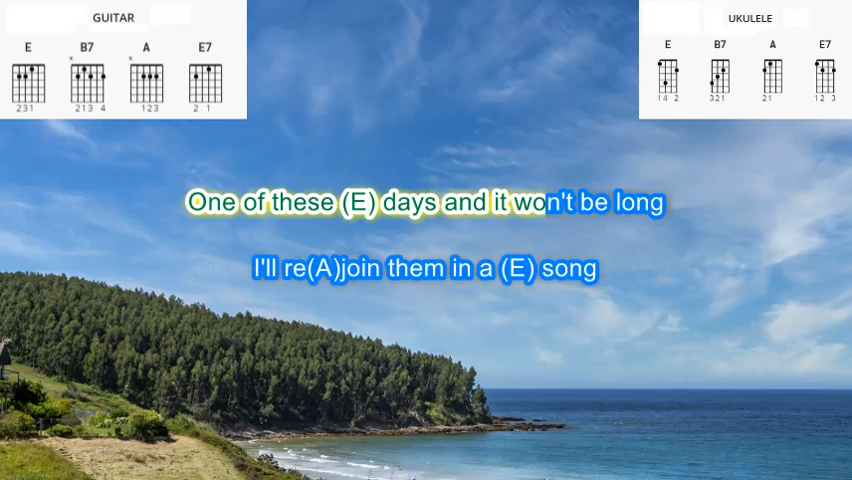 GUITAR
E B7 A E7
x x
231 213 4 123 2 1
UKULELE
E B7 A E7
14 2 321 21 12 3
One of these (E) days and it won't be long
I'll re(A)join them in a (E) song